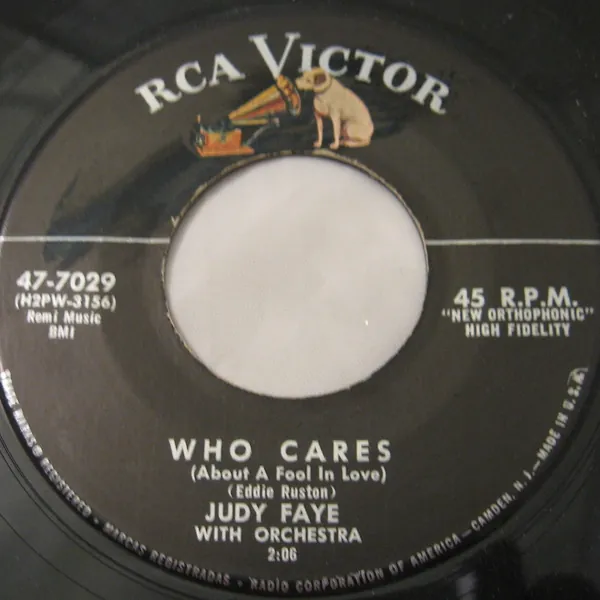 RCA VICTOR
47-7029
(H2PW-3156)
Remi Music
BMI
45 R.P.M.
"NEW ORTHOPHONIC"
HIGH FIDELITY
WHO CARES
(About A Fool In Love)
(Eddie Ruston)
JUDY FAYE
WITH ORCHESTRA
2:06
REGISTERED • MARCAS REGISTRADAS • RADIO CORPORATION OF AMERICA—CAMDEN, N. J.—MADE IN U.S.A.